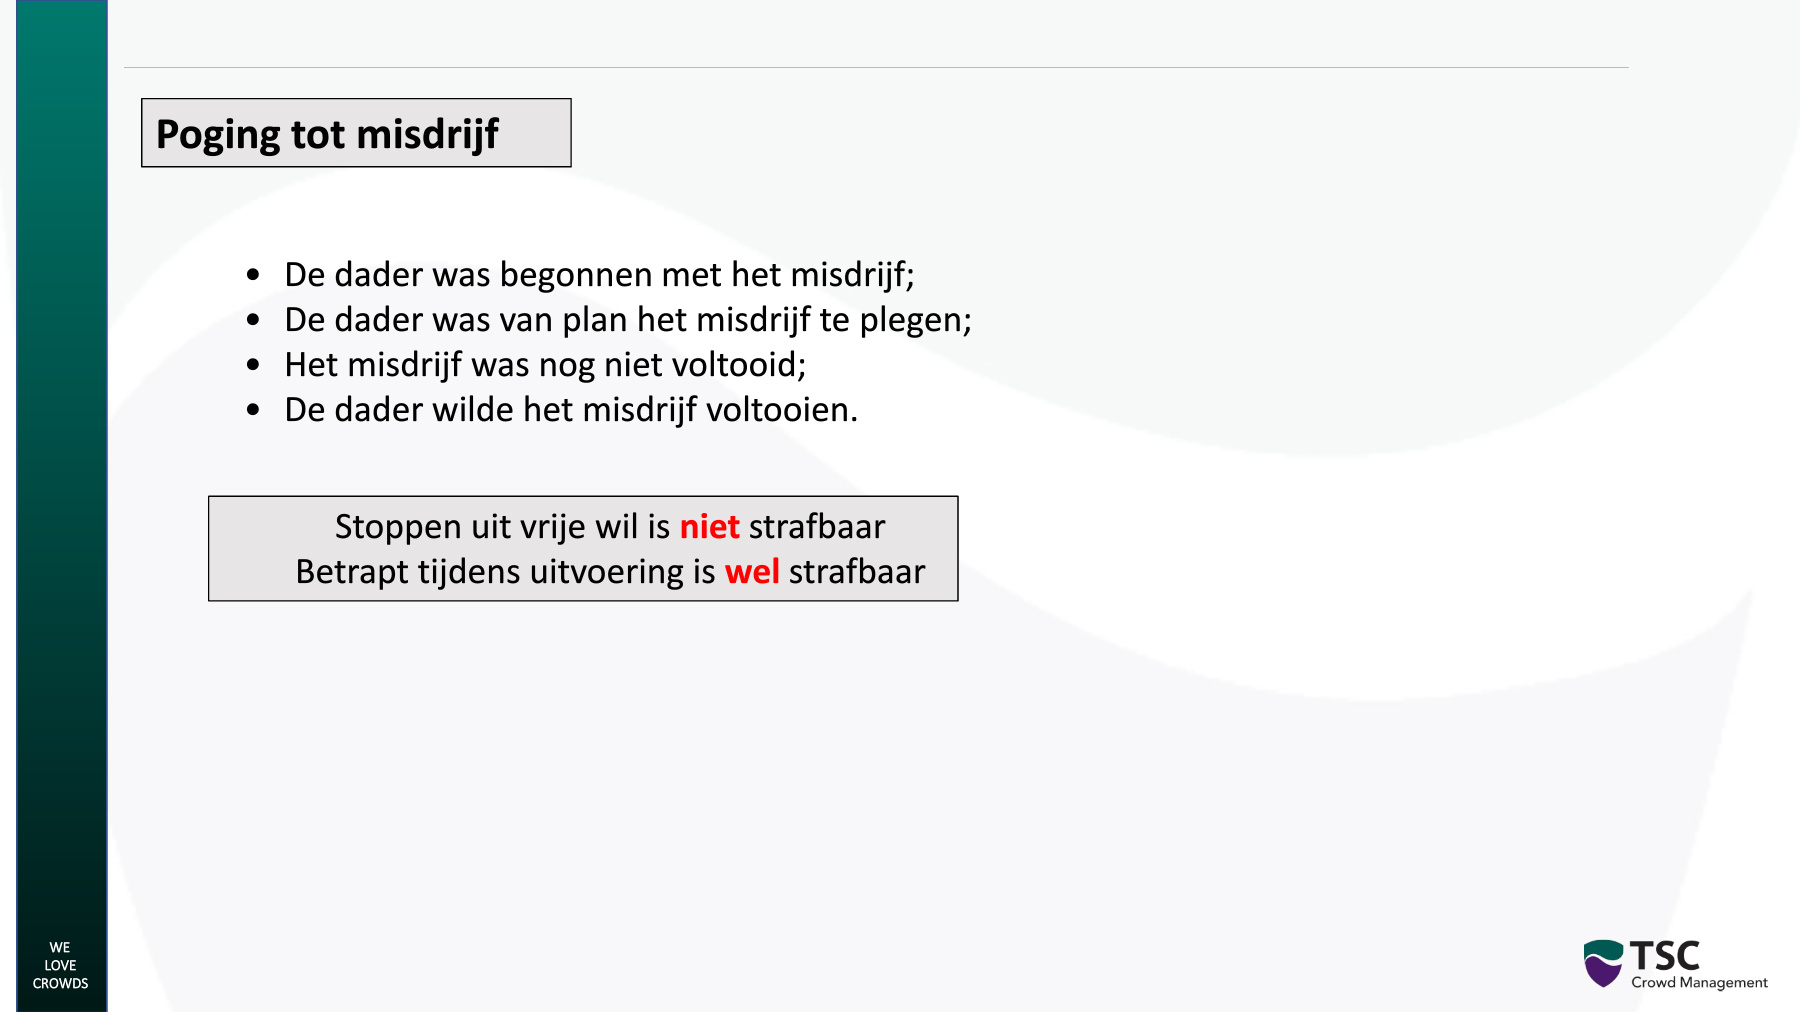 Poging tot misdrijf
• De dader was begonnen met het misdrijf;
• De dader was van plan het misdrijf te plegen;
• Het misdrijf was nog niet voltooid;
• De dader wilde het misdrijf voltooien.
Stoppen uit vrije wil is niet strafbaar
Betrapt tijdens uitvoering is wel strafbaar
WE
LOVE
CROWDS
TSC
Crowd Management